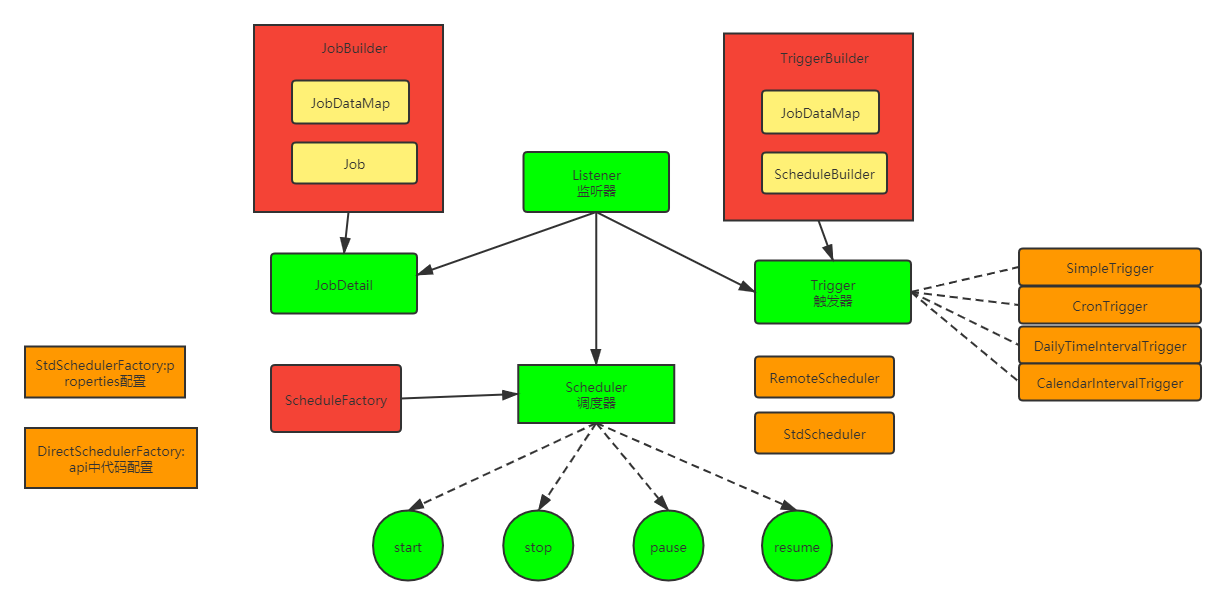 JobBuilder
JobDataMap
Job
TriggerBuilder
JobDataMap
ScheduleBuilder
Listener
监听器
JobDetail
Trigger
触发器
SimpleTrigger
CronTrigger
DailyTimeIntervalTrigger
CalendarIntervalTrigger
StdSchedulerFactory:p
roperties配置
DirectSchedulerFactory:
api中代码配置
ScheduleFactory
Scheduler
调度器
RemoteScheduler
StdScheduler
start
stop
pause
resume